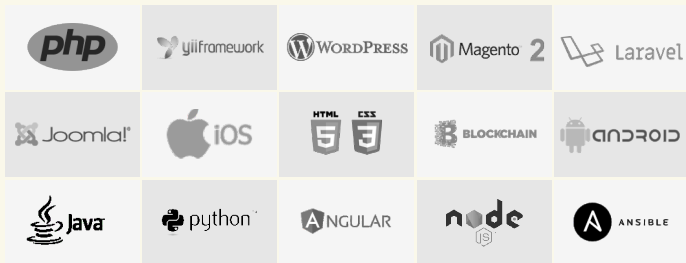 php
yiiframework
WORDPRESS
Magento 2
Laravel
Joomla!®
iOS
HTML
5
CSS
3
BLOCKCHAIN
ANDROID
Java
python
ANGULAR
node
JS
ANSIBLE